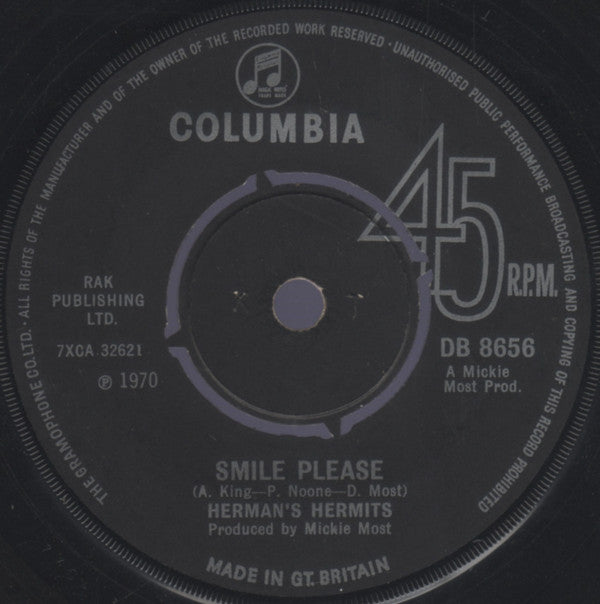 THE GRAMOPHONE CO.LTD. · ALL RIGHTS OF THE MANUFACTURER AND OF THE OWNER OF THE RECORDED WORK RESERVED · UNAUTHORISED PUBLIC PERFORMANCE BROADCASTING AND COPYING OF THIS RECORD PROHIBITED
COLUMBIA
45
R.P.M.
RAK
PUBLISHING
LTD.
7XCA 32621
℗ 1970
DB 8656
A Mickie
Most Prod.
SMILE PLEASE
(A. King—P. Noone—D. Most)
HERMAN'S HERMITS
Produced by Mickie Most
MADE IN GT. BRITAIN